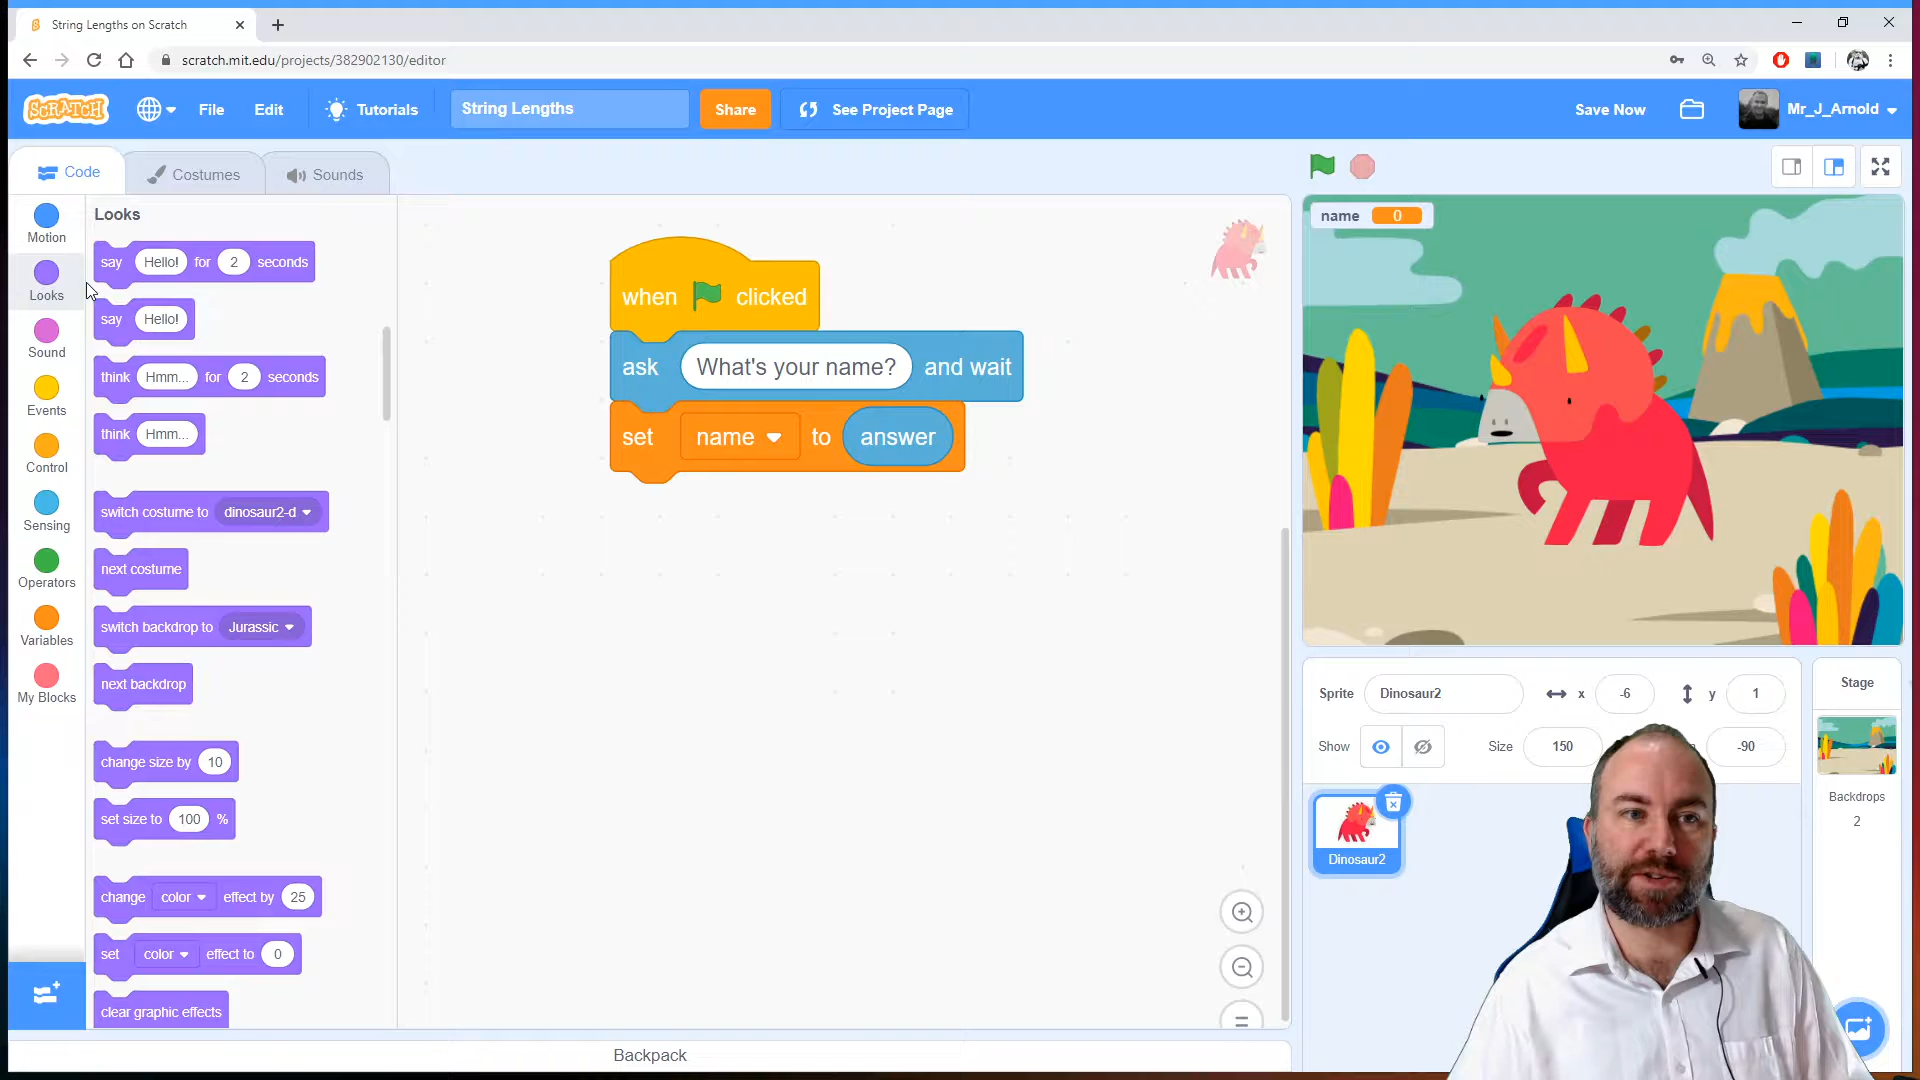 String Lengths on Scratch
scratch.mit.edu/projects/382902130/editor
SCRATCH
File
Edit
Tutorials
String Lengths
Share
See Project Page
Save Now
Mr_J_Arnold
Code
Costumes
Sounds
Motion
Looks
Sound
Events
Control
Sensing
Operators
Variables
My Blocks
Looks
say Hello! for 2 seconds
say Hello!
think Hmm... for 2 seconds
think Hmm...
switch costume to dinosaur2-d
next costume
switch backdrop to Jurassic
next backdrop
change size by 10
set size to 100 %
change color effect by 25
set color effect to 0
clear graphic effects
when clicked
ask What's your name? and wait
set name to answer
Backpack
name 0
Sprite Dinosaur2 x -6 y 1
Show Size 150 -90
Dinosaur2
Stage
Backdrops
2